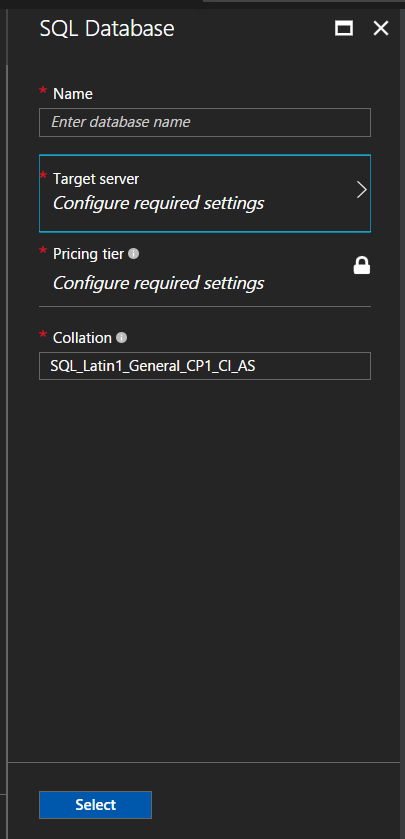 SQL Database
* Name
Enter database name
* Target server
Configure required settings
* Pricing tier
Configure required settings
* Collation
SQL_Latin1_General_CP1_CI_AS
Select